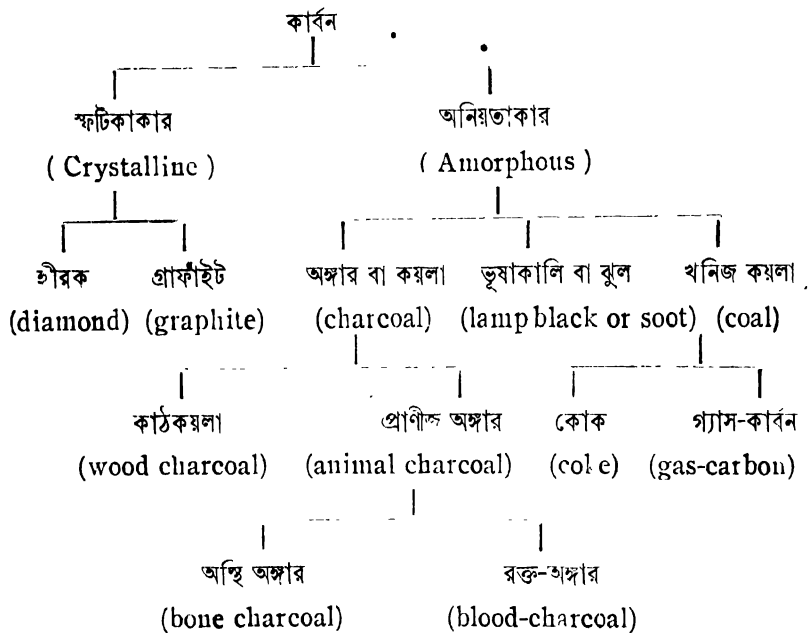 কার্বন
স্ফটিকাকার অনিয়তাকার
( Crystalline ) ( Amorphous )
হীরক গ্রাফাইট অঙ্গার বা কয়লা ভূষাকালি বা ঝুল খনিজ কয়লা
(diamond) (graphite) (charcoal) (lamp black or soot) (coal)
কাঠকয়লা প্রাণীজ অঙ্গার কোক গ্যাস-কার্বন
(wood charcoal) (animal charcoal) (coke) (gas-carbon)
অস্থি অঙ্গার রক্ত-অঙ্গার
(bone charcoal) (blood-charcoal)